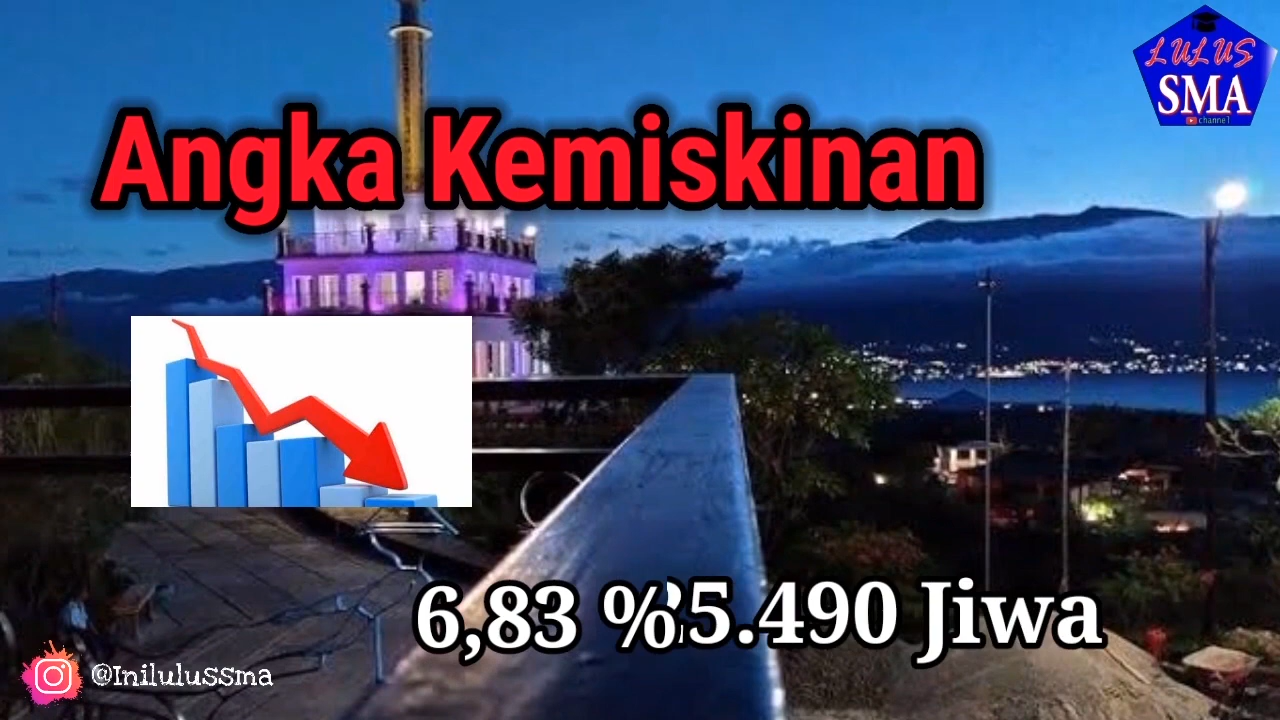 LULUS
SMA
channel
Angka Kemiskinan
6,83 % 5.490 Jiwa
@Inilulussma